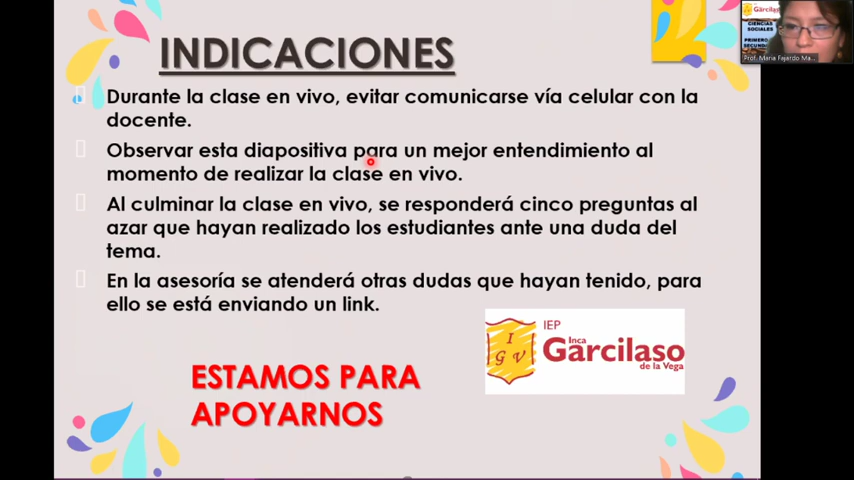 INDICACIONES
Durante la clase en vivo, evitar comunicarse vía celular con la
docente.
Observar esta diapositiva para un mejor entendimiento al
momento de realizar la clase en vivo.
Al culminar la clase en vivo, se responderá cinco preguntas al
azar que hayan realizado los estudiantes ante una duda del
tema.
En la asesoría se atenderá otras dudas que hayan tenido, para
ello se está enviando un link.
ESTAMOS PARA
APOYARNOS
I
G V
IEP
Inca
Garcilaso
de la Vega
Garcilaso
CIENCIAS
SOCIALES
PRIMERO
Prof. Maria Fajardo Ma...